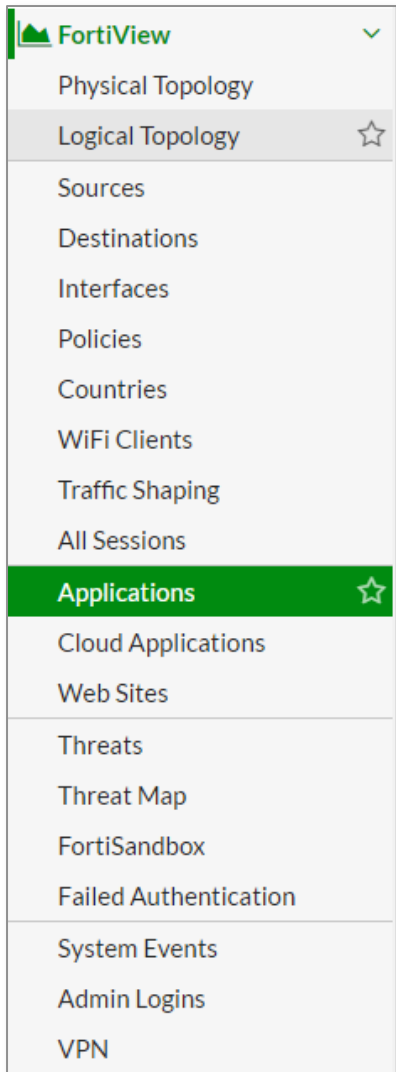 FortiView
Physical Topology
Logical Topology
Sources
Destinations
Interfaces
Policies
Countries
WiFi Clients
Traffic Shaping
All Sessions
Applications
Cloud Applications
Web Sites
Threats
Threat Map
FortiSandbox
Failed Authentication
System Events
Admin Logins
VPN